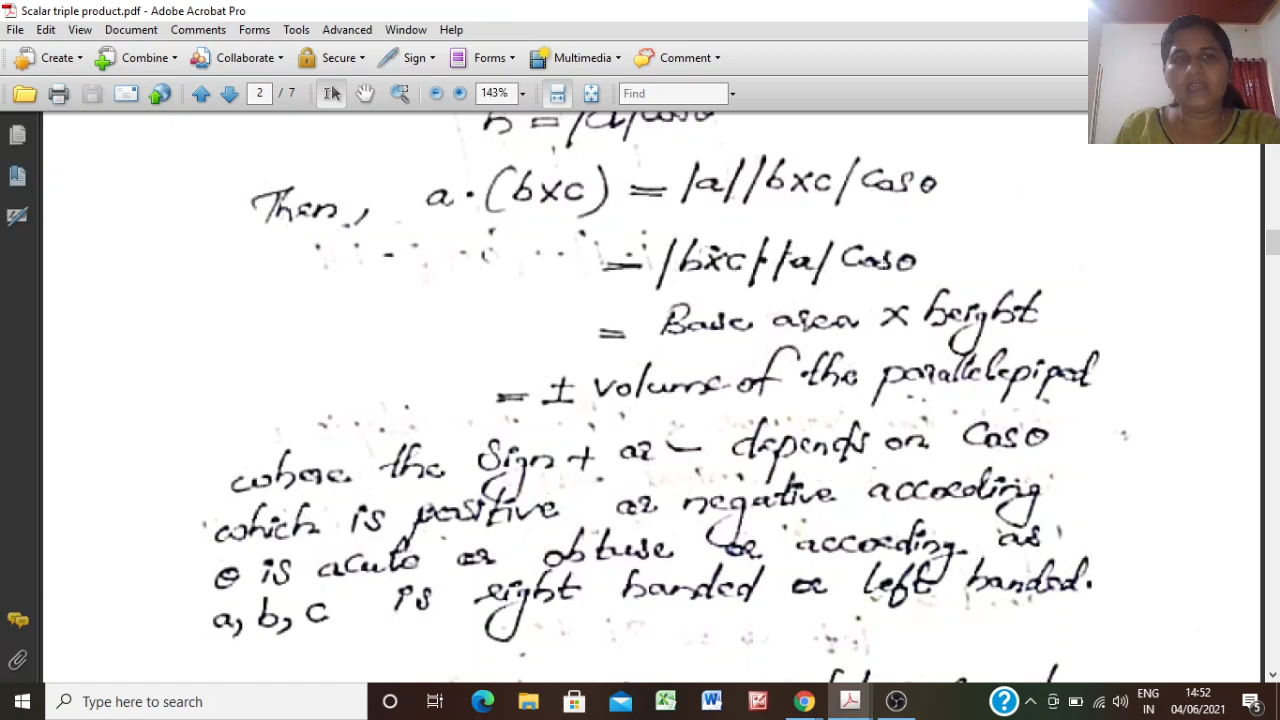 Scalar triple product.pdf - Adobe Acrobat Pro
File Edit View Document Comments Forms Tools Advanced Window Help
Create Combine Collaborate Secure Sign Forms Multimedia Comment
2 / 7 143% Find
h = |a| cosθ
Then, a · (b×c) = |a| |b×c| Cosθ
= |b×c| |a| Cosθ
= Base area × height
= ± volume of the parallelepiped
where the Sign + or − depends on Cosθ
which is positive or negative according
θ is acute or obtuse or according as
a, b, c is right handed or left handed.
Type here to search
ENG 14:52
IN 04/06/2021 5